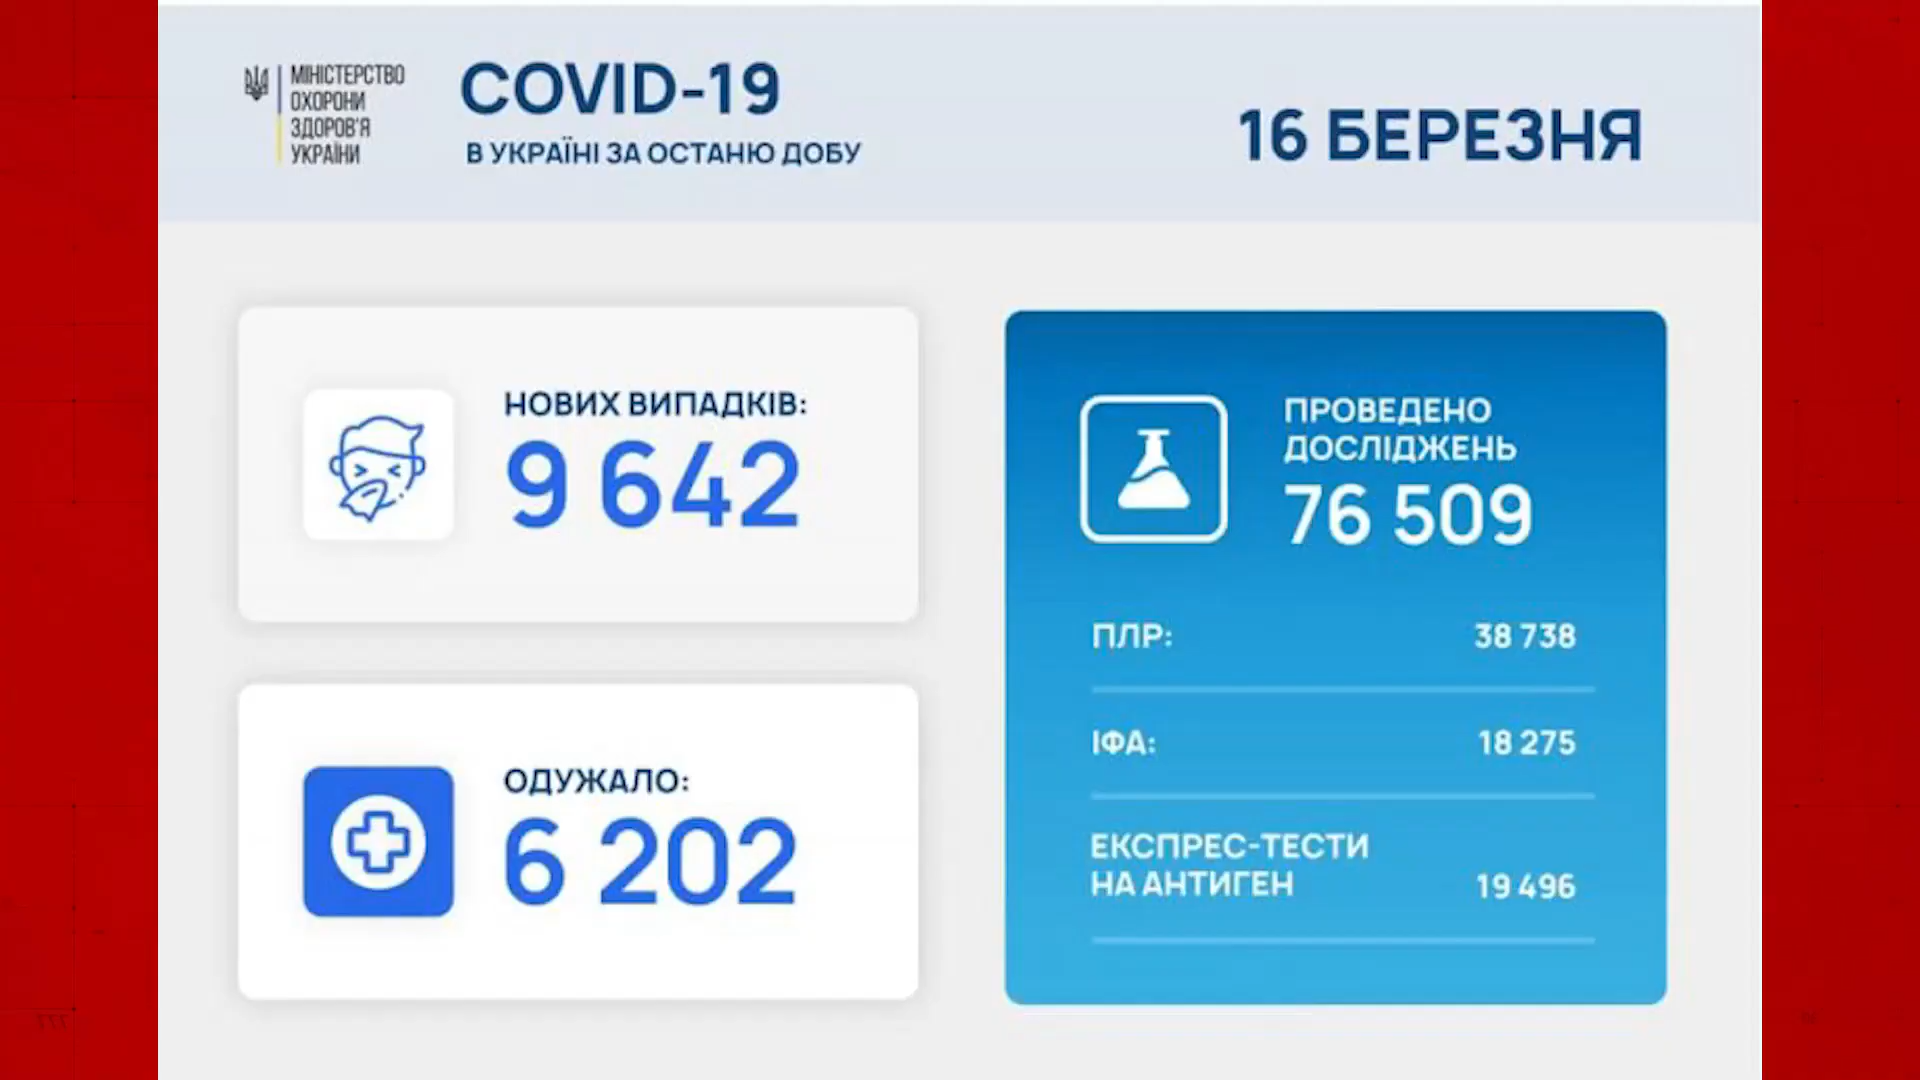 МІНІСТЕРСТВО
ОХОРОНИ
ЗДОРОВ'Я
УКРАЇНИ
COVID-19
В УКРАЇНІ ЗА ОСТАНЮ ДОБУ
16 БЕРЕЗНЯ
НОВИХ ВИПАДКІВ:
9 642
ОДУЖАЛО:
6 202
ПРОВЕДЕНО
ДОСЛІДЖЕНЬ
76 509
ПЛР: 38 738
ІФА: 18 275
ЕКСПРЕС-ТЕСТИ
НА АНТИГЕН 19 496